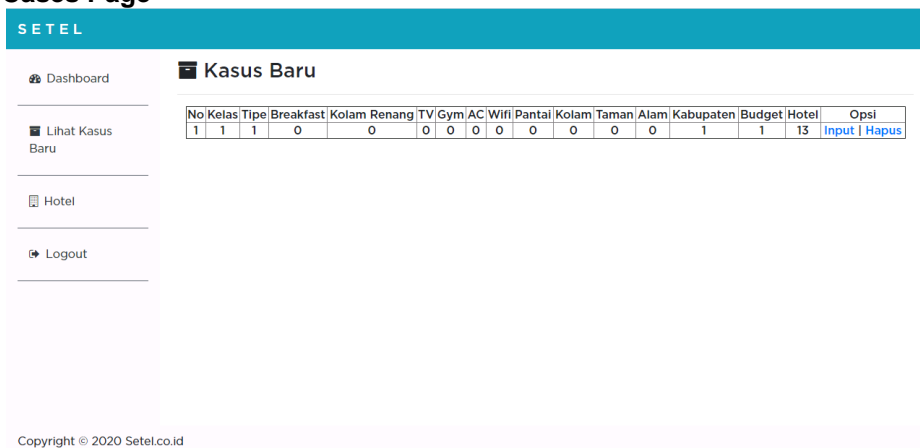 Cases Page
SETEL
Dashboard
Lihat Kasus
Baru
Hotel
Logout
Kasus Baru
No Kelas Tipe Breakfast Kolam Renang TV Gym AC Wifi Pantai Kolam Taman Alam Kabupaten Budget Hotel Opsi
1 1 1 0 0 0 0 0 0 0 0 0 0 1 1 13 Input | Hapus
Copyright © 2020 Setel.co.id